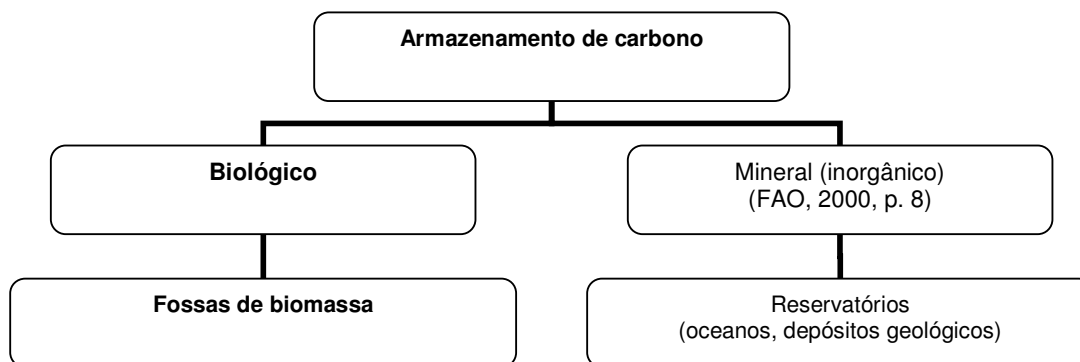 Armazenamento de carbono
Biológico
Mineral (inorgânico)
(FAO, 2000, p. 8)
Fossas de biomassa
Reservatórios
(oceanos, depósitos geológicos)